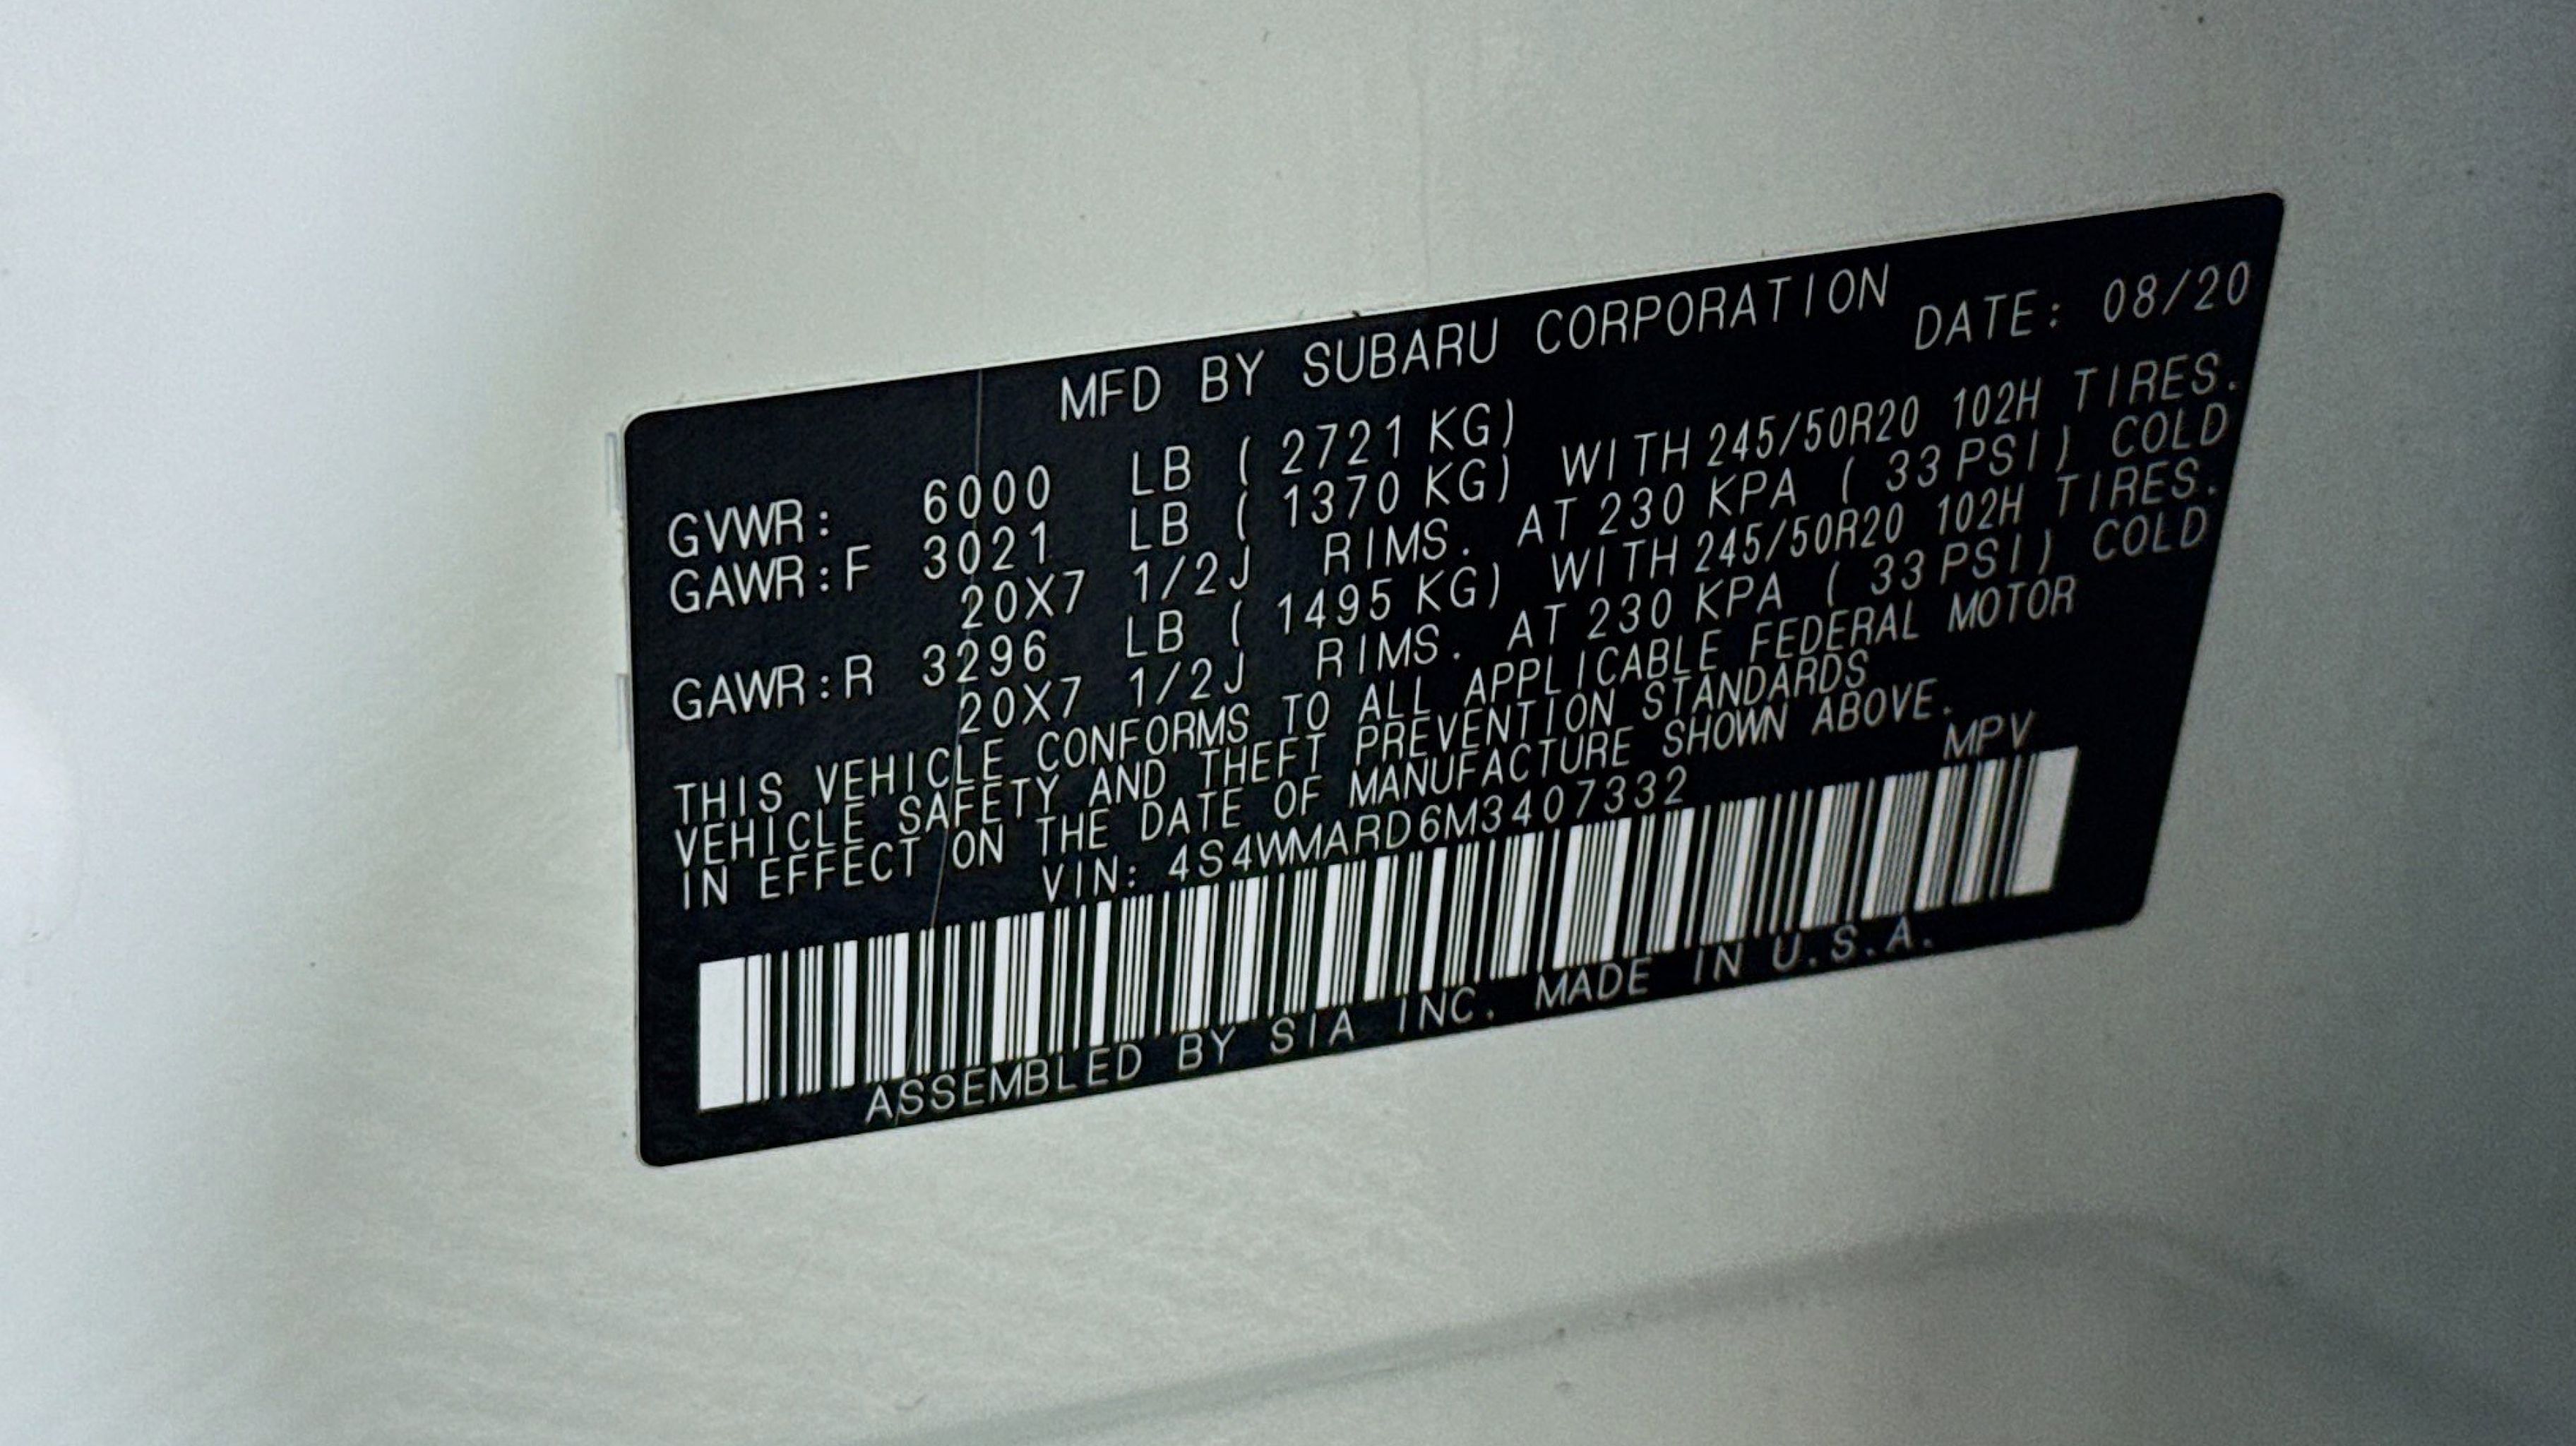 MFD BY SUBARU CORPORATION
DATE: 08/20
GVWR: 6000 LB ( 2721 KG)
GAWR:F 3021 LB ( 1370 KG) WITH 245/50R20 102H TIRES.
20X7 1/2J RIMS. AT 230 KPA ( 33 PSI) COLD
GAWR:R 3296 LB ( 1495 KG) WITH 245/50R20 102H TIRES.
20X7 1/2J RIMS. AT 230 KPA ( 33 PSI) COLD
THIS VEHICLE CONFORMS TO ALL APPLICABLE FEDERAL MOTOR
VEHICLE SAFETY AND THEFT PREVENTION STANDARDS
IN EFFECT ON THE DATE OF MANUFACTURE SHOWN ABOVE.
VIN: 4S4WMARD6M3407332 MPV
ASSEMBLED BY SIA INC. MADE IN U.S.A.